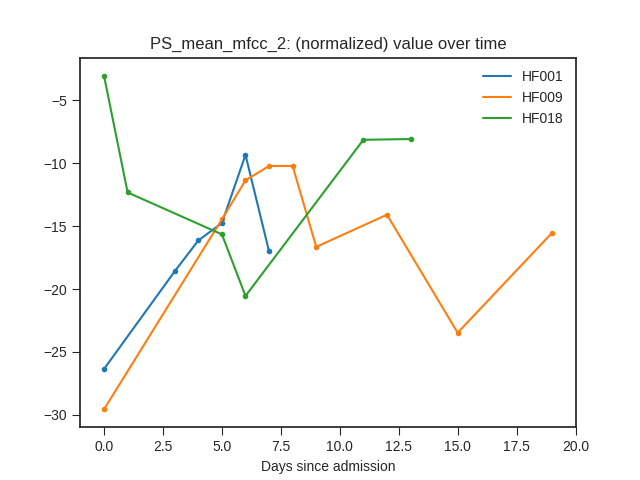 PS_mean_mfcc_2: (normalized) value over time
HF001
HF009
HF018
−5
−10
−15
−20
−25
−30
0.0 2.5 5.0 7.5 10.0 12.5 15.0 17.5 20.0
Days since admission